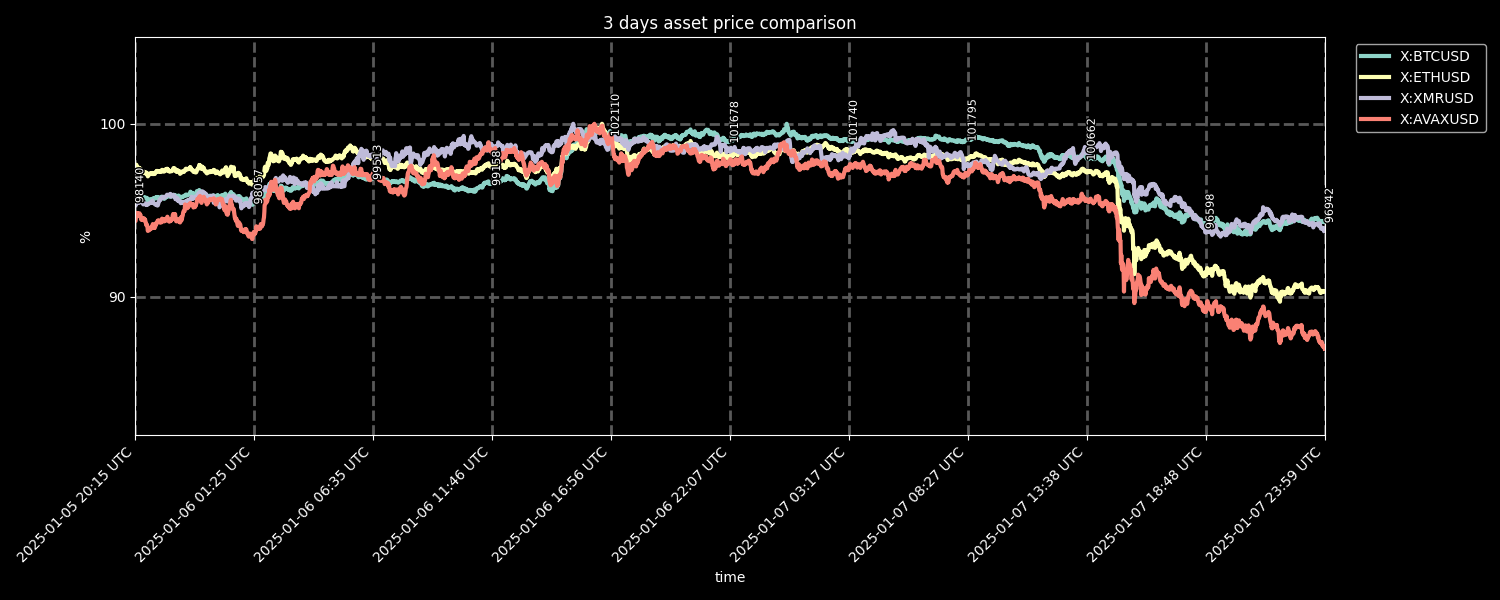 3 days asset price comparison
X:BTCUSD
X:ETHUSD
X:XMRUSD
X:AVAXUSD
100
90
%
98140
98057
99513
99158
102110
101678
101740
101795
100662
96598
96942
2025-01-05 20:15 UTC
2025-01-06 01:25 UTC
2025-01-06 06:35 UTC
2025-01-06 11:46 UTC
2025-01-06 16:56 UTC
2025-01-06 22:07 UTC
2025-01-07 03:17 UTC
2025-01-07 08:27 UTC
2025-01-07 13:38 UTC
2025-01-07 18:48 UTC
2025-01-07 23:59 UTC
time